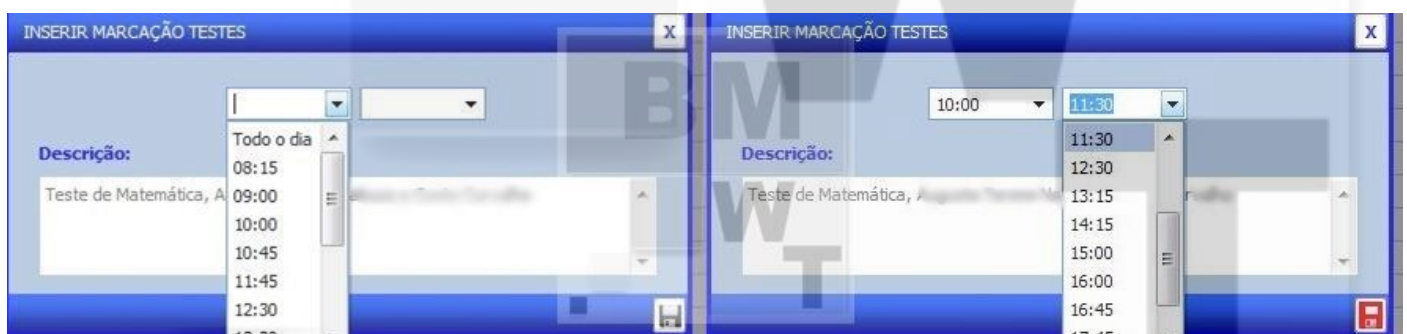 INSERIR MARCAÇÃO TESTES X
Todo o dia
Descrição:
08:15
Teste de Matemática,
09:00
10:00
10:45
11:45
12:30
INSERIR MARCAÇÃO TESTES X
10:00 11:30
11:30
Descrição:
12:30
Teste de Matemática,
13:15
14:15
15:00
16:00
16:45
BM
W
T